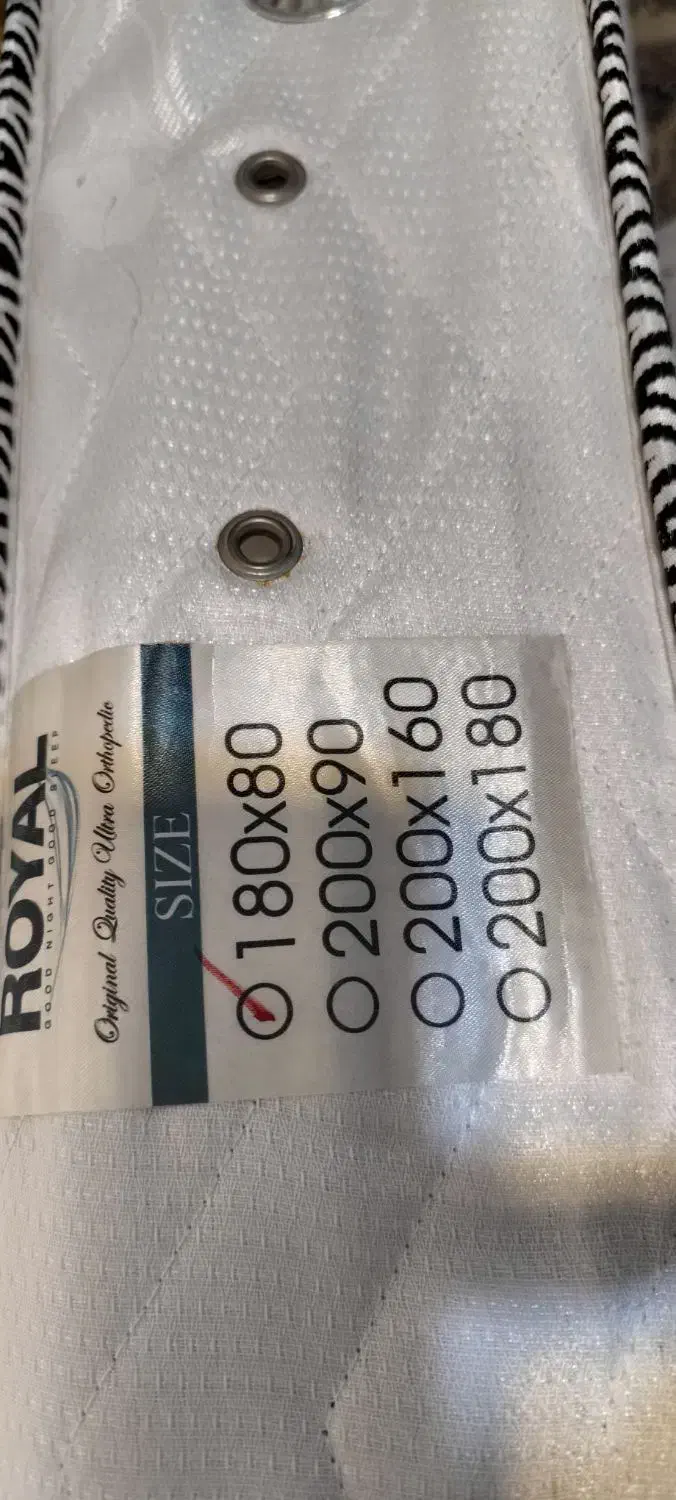 ROYAL
GOOD NIGHT GOOD SLEEP
Original Quality Ultra Orthopedic
SIZE
180x80
200x90
200x160
200x180